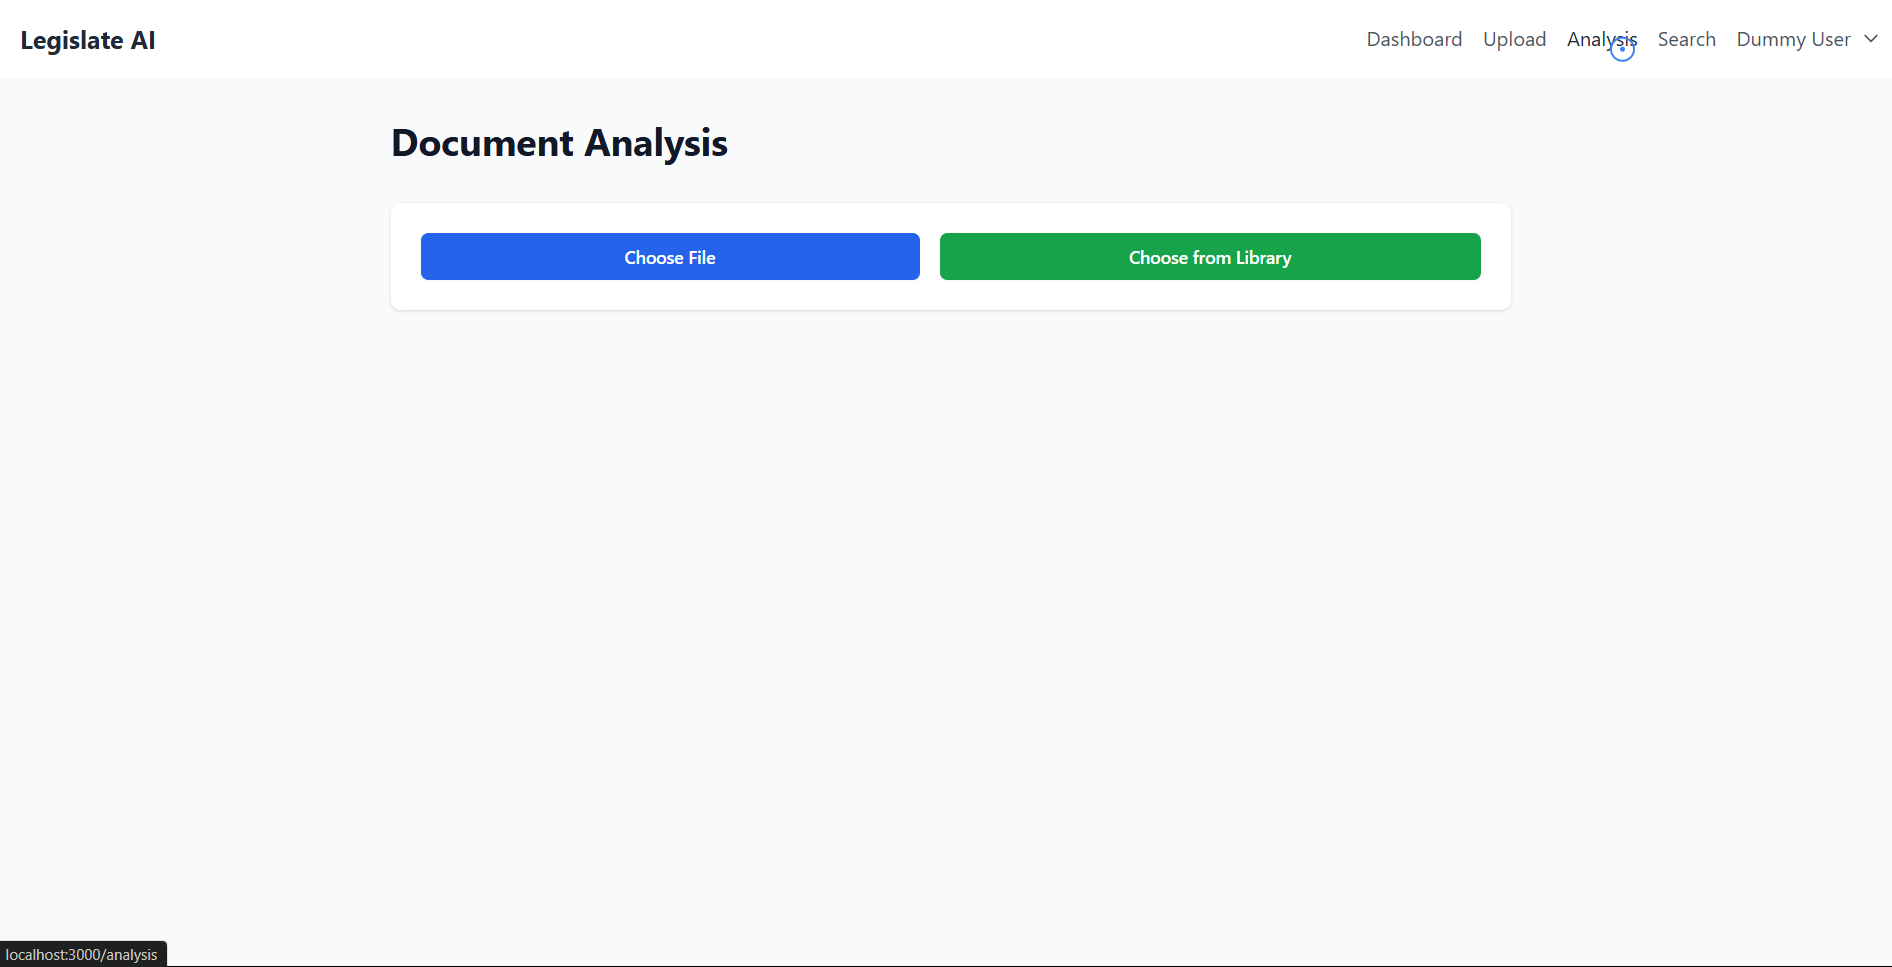 Legislate AI
Dashboard Upload Analysis Search Dummy User
Document Analysis
Choose File Choose from Library
localhost:3000/analysis